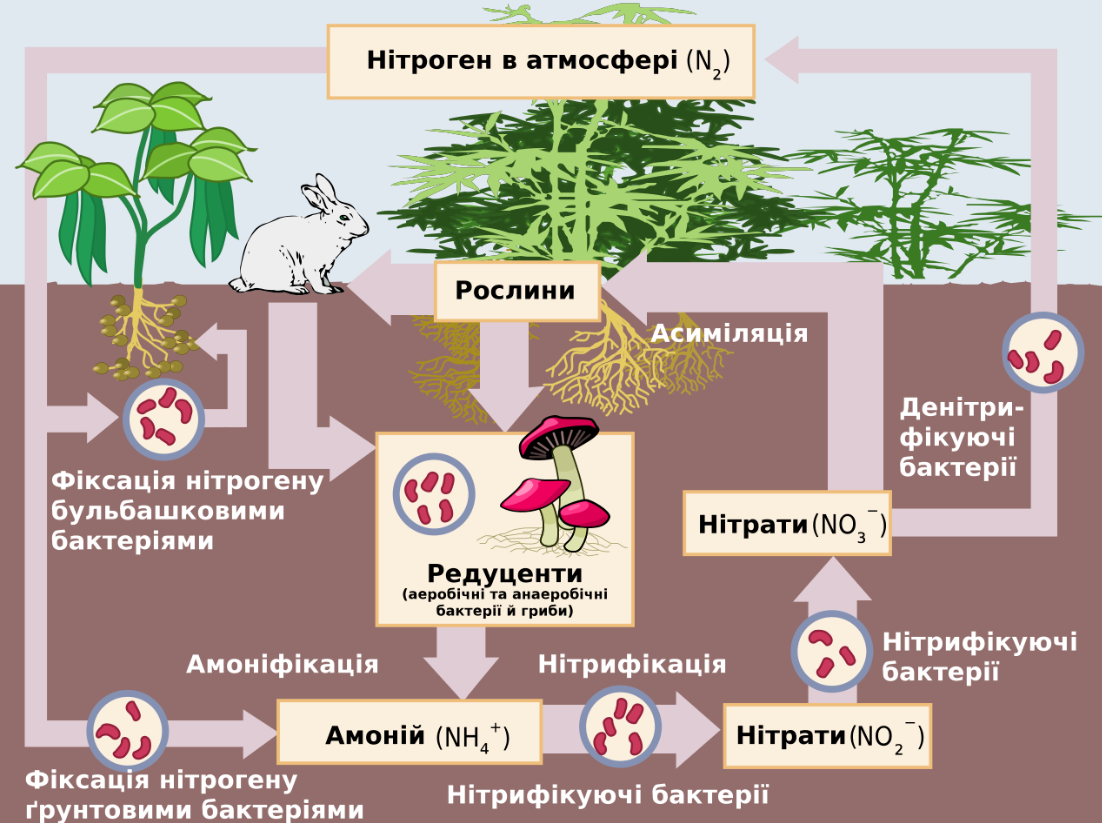 Нітроген в атмосфері (N₂)
Рослини
Асиміляція
Денітри-
фікуючі
бактерії
Фіксація нітрогену
бульбашковими
бактеріями
Нітрати (NO₃⁻)
Редуценти
(аеробічні та анаеробічні
бактерії й гриби)
Амоніфікація
Нітрифікація
Нітрифікуючі
бактерії
Амоній (NH₄⁺)
Нітрати (NO₂⁻)
Фіксація нітрогену
ґрунтовими бактеріями
Нітрифікуючі бактерії